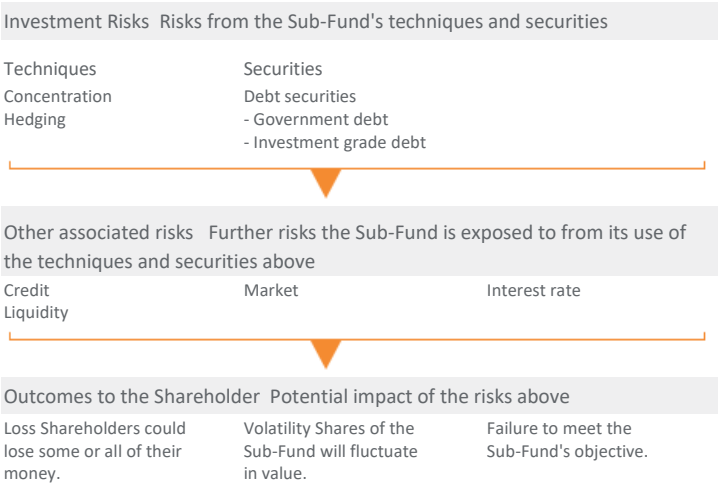 Investment Risks Risks from the Sub-Fund's techniques and securities
Techniques
Concentration
Hedging
Securities
Debt securities
- Government debt
- Investment grade debt
Other associated risks Further risks the Sub-Fund is exposed to from its use of
the techniques and securities above
Credit
Liquidity
Market
Interest rate
Outcomes to the Shareholder Potential impact of the risks above
Loss Shareholders could
lose some or all of their
money.
Volatility Shares of the
Sub-Fund will fluctuate
in value.
Failure to meet the
Sub-Fund's objective.